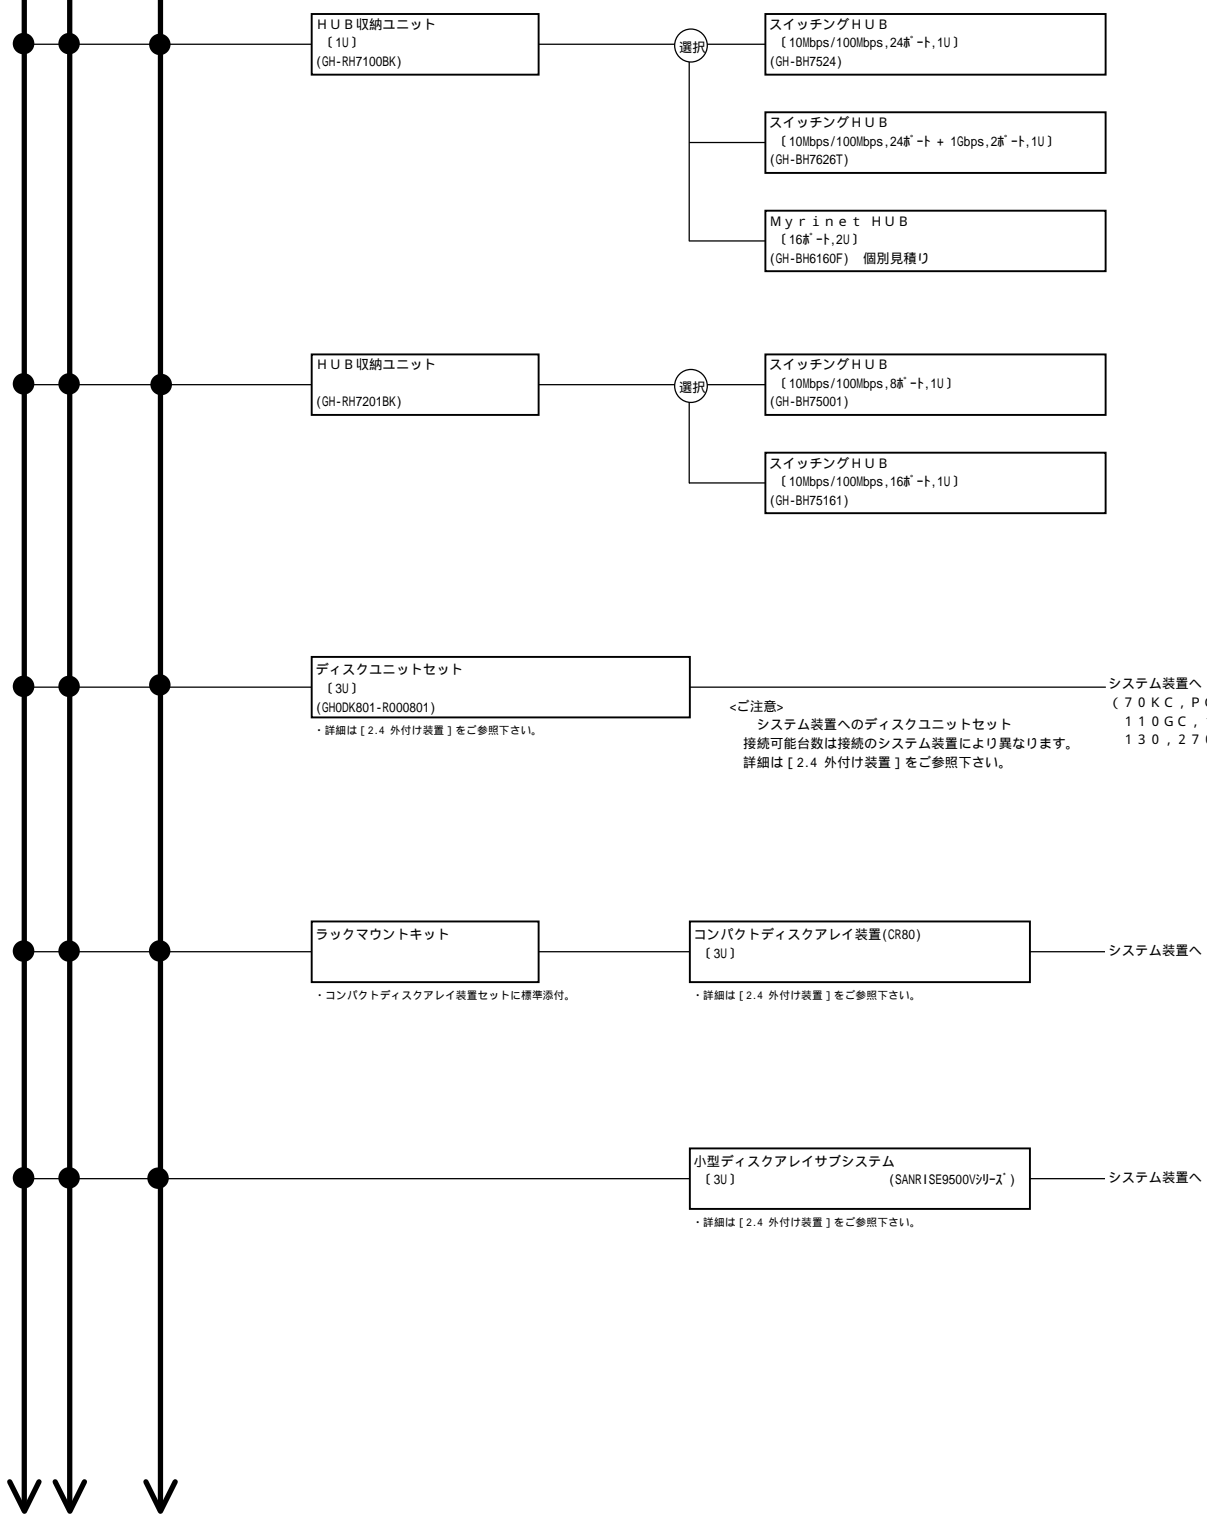 ＨＵＢ収納ユニット
〔1U〕
(GH-RH7100BK)
選択
スイッチングＨＵＢ
〔10Mbps/100Mbps,24ﾎﾟｰﾄ,1U〕
(GH-BH7524)
スイッチングＨＵＢ
〔10Mbps/100Mbps,24ﾎﾟｰﾄ + 1Gbps,2ﾎﾟｰﾄ,1U〕
(GH-BH7626T)
Ｍｙｒｉｎｅｔ ＨＵＢ
〔16ﾎﾟｰﾄ,2U〕
(GH-BH6160F)　個別見積り
ＨＵＢ収納ユニット
(GH-RH7201BK)
選択
スイッチングＨＵＢ
〔10Mbps/100Mbps,8ﾎﾟｰﾄ,1U〕
(GH-BH75001)
スイッチングＨＵＢ
〔10Mbps/100Mbps,16ﾎﾟｰﾄ,1U〕
(GH-BH75161)
ディスクユニットセット
〔3U〕
(GH0DK801-R000801)
・詳細は［2.4 外付け装置］をご参照下さい。
<ご注意>
システム装置へのディスクユニットセット
接続可能台数は接続のシステム装置により異なります。
詳細は［2.4 外付け装置］をご参照下さい。
システム装置へ
（７０ＫＣ，
１１０ＧＣ，
１３０，
ラックマウントキット
・コンパクトディスクアレイ装置セットに標準添付。
コンパクトディスクアレイ装置(CR80)
〔3U〕
・詳細は［2.4 外付け装置］をご参照下さい。
システム装置へ
小型ディスクアレイサブシステム
〔3U〕 (SANRISE9500Vｼﾘｰｽﾞ)
・詳細は［2.4 外付け装置］をご参照下さい。
システム装置へ